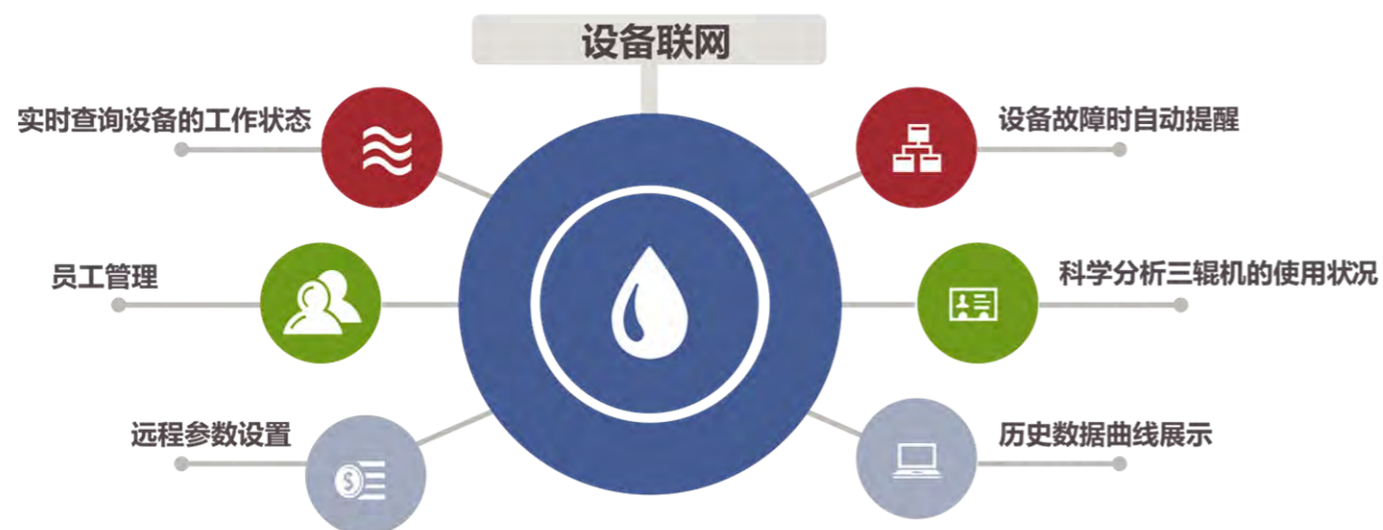 设备联网
实时查询设备的工作状态
设备故障时自动提醒
员工管理
科学分析三辊机的使用状况
远程参数设置
历史数据曲线展示
$